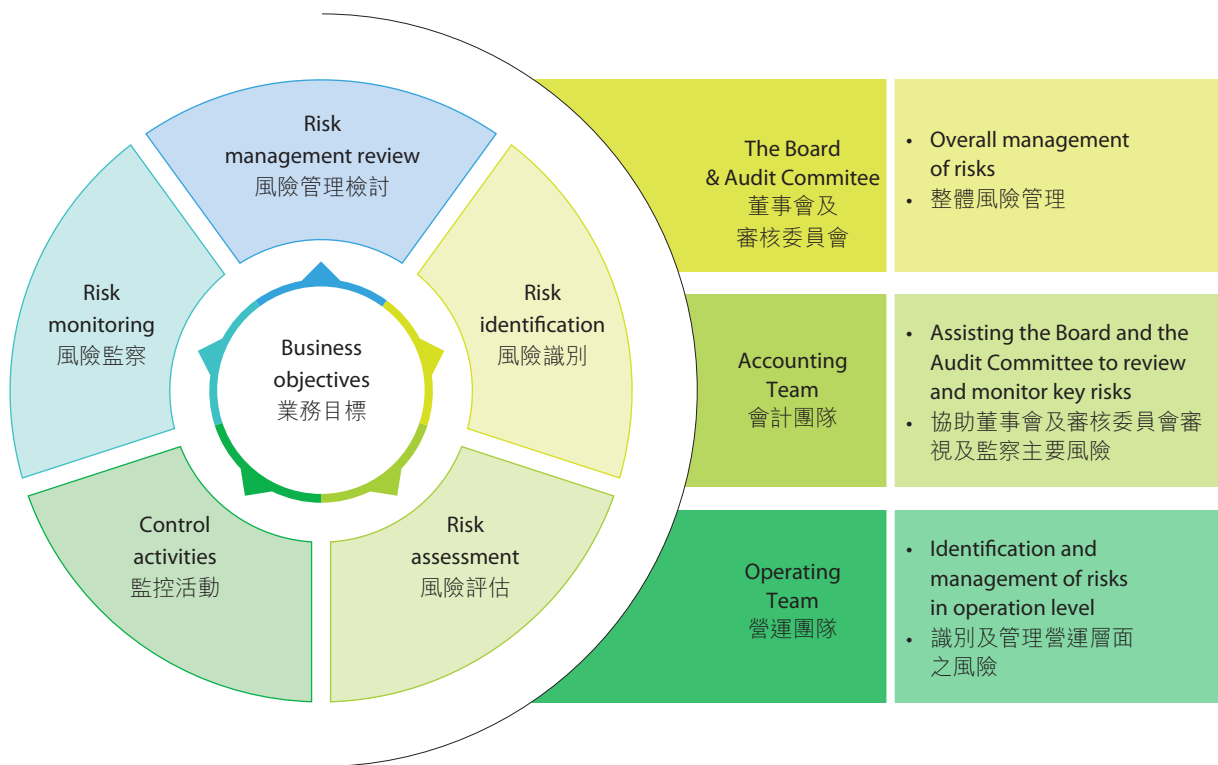 Risk
management review
風險管理檢討
Risk
identification
風險識別
Risk
assessment
風險評估
Control
activities
監控活動
Risk
monitoring
風險監察
Business
objectives
業務目標
The Board
& Audit Commitee
董事會及
審核委員會
• Overall management
of risks
• 整體風險管理
Accounting
Team
會計團隊
• Assisting the Board and the
Audit Committee to review
and monitor key risks
• 協助董事會及審核委員會審
視及監察主要風險
Operating
Team
營運團隊
• Identification and
management of risks
in operation level
• 識別及管理營運層面
之風險